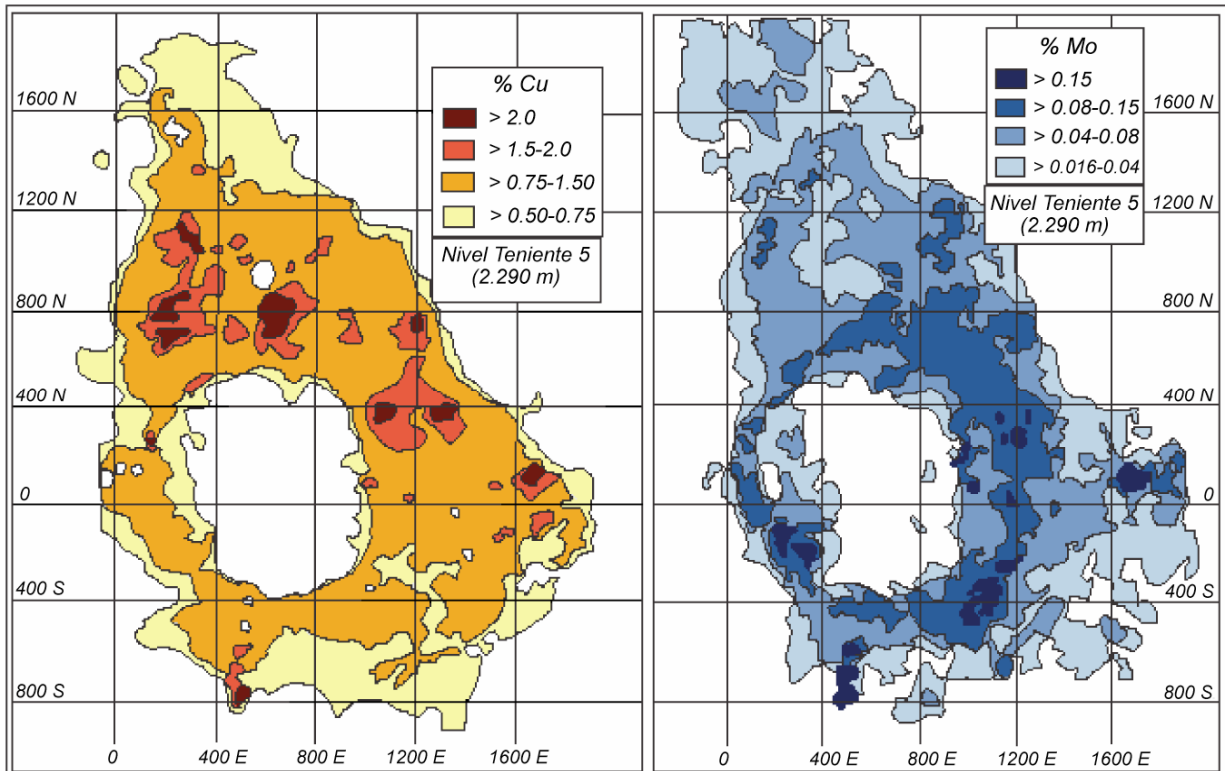 % Cu
> 2.0
> 1.5-2.0
> 0.75-1.50
> 0.50-0.75
Nivel Teniente 5
(2.290 m)
1600 N
1200 N
800 N
400 N
0
400 S
800 S
0
400 E
800 E
1200 E
1600 E
% Mo
> 0.15
> 0.08-0.15
> 0.04-0.08
> 0.016-0.04
Nivel Teniente 5
(2.290 m)
1600 N
1200 N
800 N
400 N
0
400 S
800 S
0
400 E
800 E
1200 E
1600 E